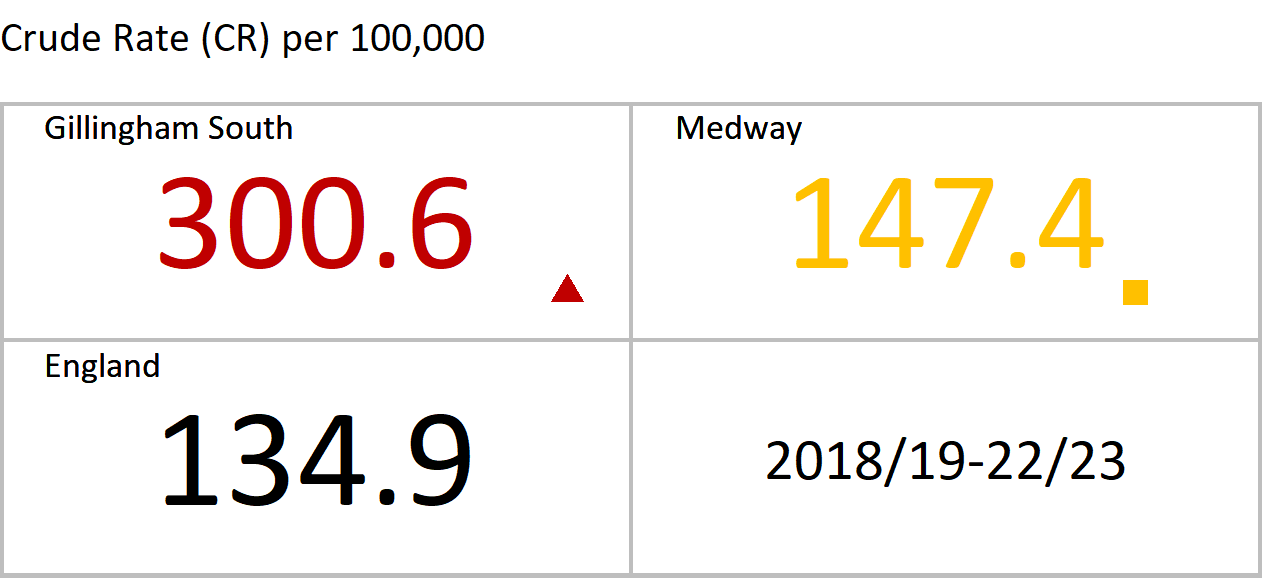 Crude Rate (CR) per 100,000
Gillingham South
300.6
Medway
147.4
England
134.9
2018/19-22/23